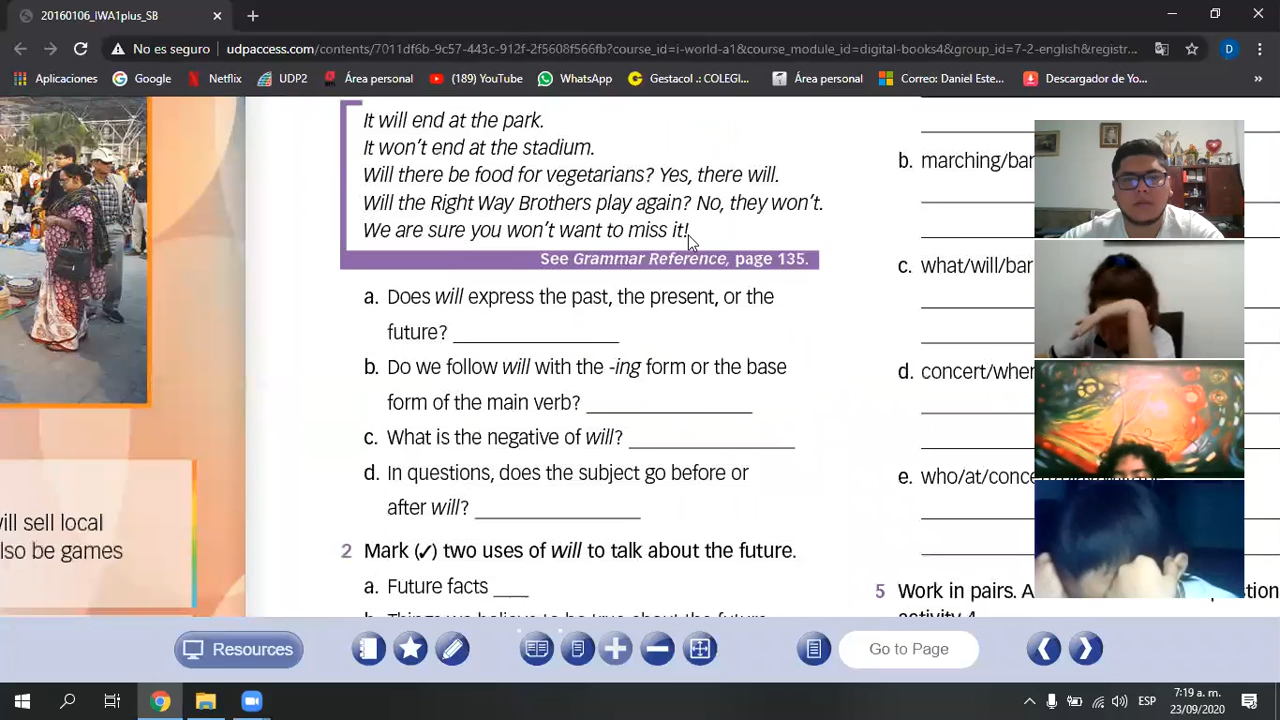 20160106_IWA1plus_SB
No es seguro
udpaccess.com/contents/7011df6b-9c57-443c-912f-2f5608f566fb?course_id=i-world-a1&course_module_id=digital-books4&group_id=7-2-english&registr...
D
Aplicaciones
Google
Netflix
UDP2
Área personal
(189) YouTube
WhatsApp
Gestacol .: COLEGI...
Área personal
Correo: Daniel Este...
Descargador de Yo...
It will end at the park.
It won't end at the stadium.
Will there be food for vegetarians? Yes, there will.
Will the Right Way Brothers play again? No, they won't.
We are sure you won't want to miss it!
See Grammar Reference, page 135.
a. Does will express the past, the present, or the
future?
b. Do we follow will with the -ing form or the base
form of the main verb?
c. What is the negative of will?
d. In questions, does the subject go before or
after will?
2 Mark (✓) two uses of will to talk about the future.
a. Future facts
ill sell local
lso be games
b. marching/bar
c. what/will/bar
d. concert/wher
e. who/at/conce
5 Work in pairs. A
stion
activity 4
Resources
Go to Page
ESP
7:19 a. m.
23/09/2020